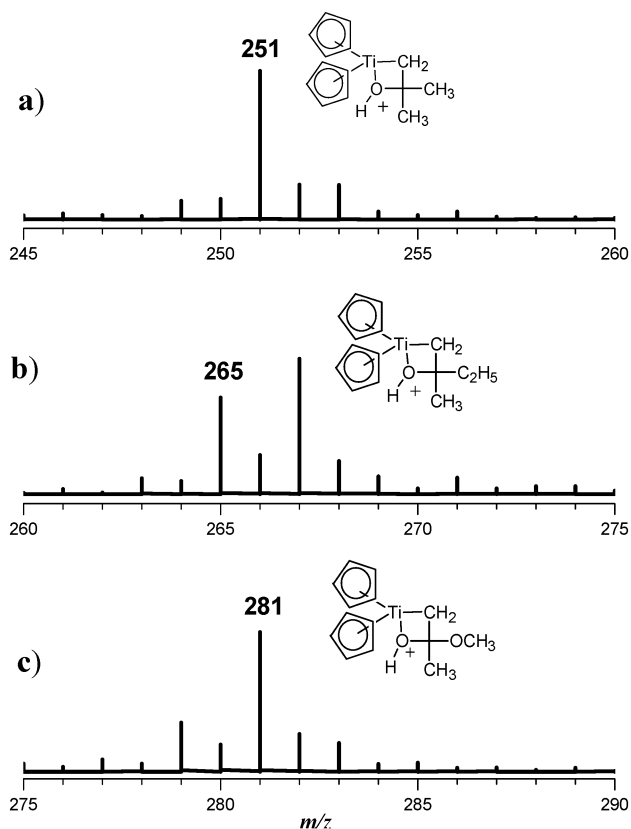 a)
251
Ti
CH2
O
H
+
CH3
CH3
245
250
255
260
b)
265
Ti
CH2
O
H
+
C2H5
CH3
260
265
270
275
c)
281
Ti
CH2
O
H
+
OCH3
CH3
275
280
285
290
m/z